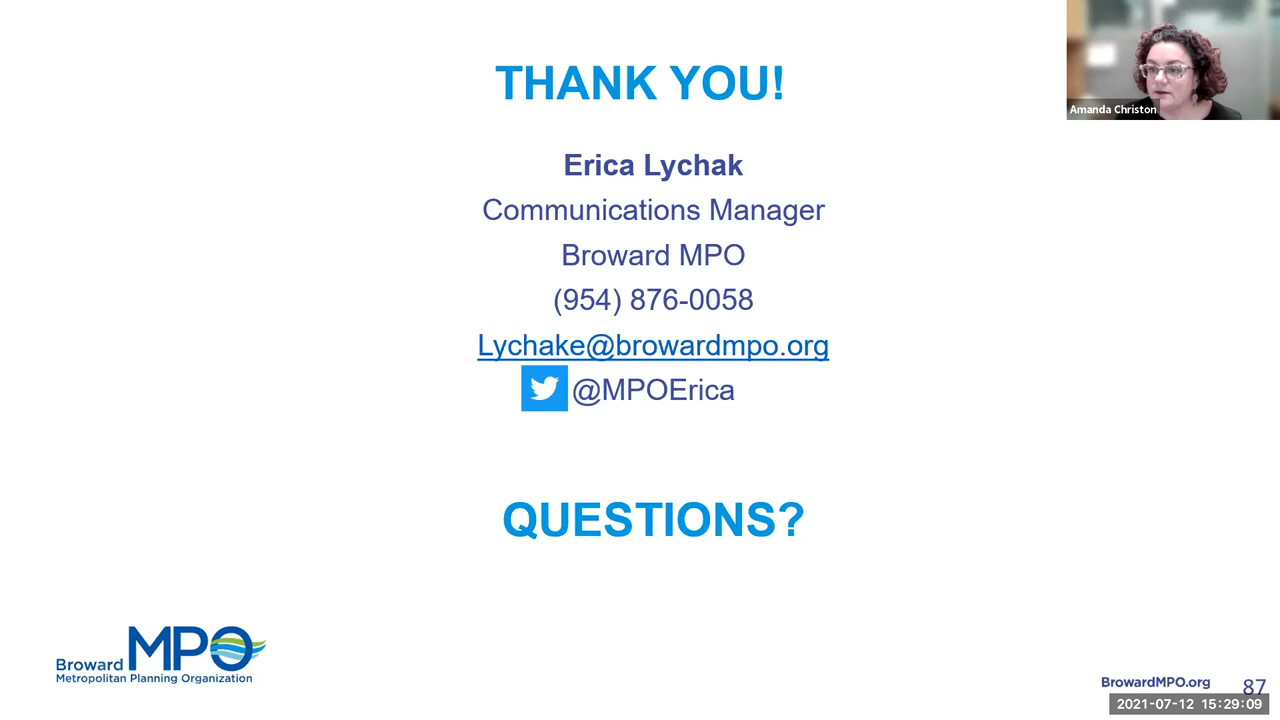 THANK YOU!
Amanda Christon
Erica Lychak
Communications Manager
Broward MPO
(954) 876-0058
Lychake@browardmpo.org
@MPOErica
QUESTIONS?
Broward MPO
Metropolitan Planning Organization
BrowardMPO.org
87
2021-07-12 15:29:09